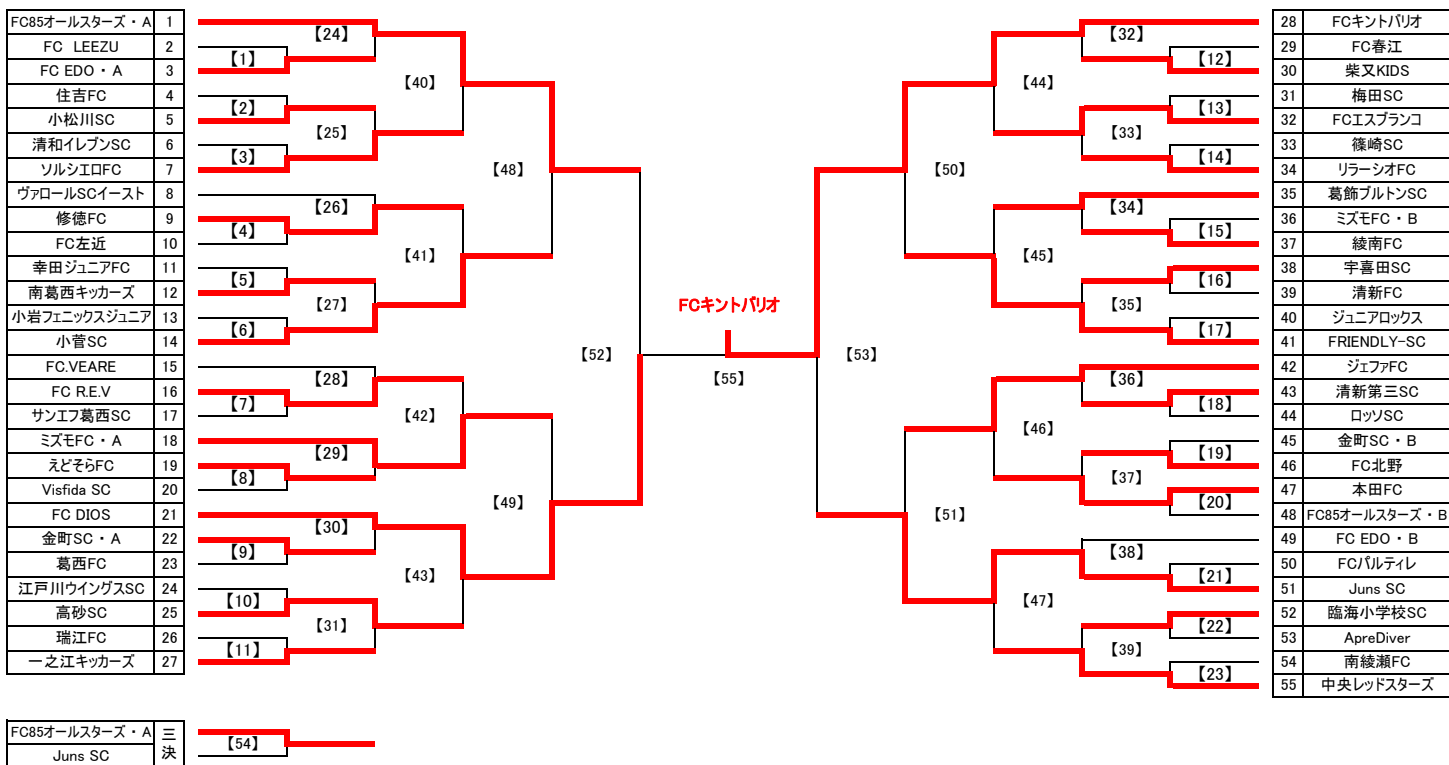 FC85オールスターズ・A 1
FC LEEZU 2
FC EDO・A 3
住吉FC 4
小松川SC 5
清和イレブンSC 6
ソルシエロFC 7
ヴァロールSCイースト 8
修徳FC 9
FC左近 10
幸田ジュニアFC 11
南葛西キッカーズ 12
小岩フェニックスジュニア 13
小菅SC 14
FC.VEARE 15
FC R.E.V 16
サンエフ葛西SC 17
ミズモFC・A 18
えどそらFC 19
Visfida SC 20
FC DIOS 21
金町SC・A 22
葛西FC 23
江戸川ウイングスSC 24
高砂SC 25
瑞江FC 26
一之江キッカーズ 27
【24】
【1】
【2】
【25】
【3】
【26】
【4】
【5】
【27】
【6】
【28】
【7】
【29】
【8】
【30】
【9】
【10】
【31】
【11】
【40】
【41】
【42】
【43】
【48】
【49】
【52】
FCキントバリオ
【55】
【53】
【50】
【51】
【44】
【45】
【46】
【47】
【32】
【12】
【13】
【33】
【14】
【34】
【15】
【16】
【35】
【17】
【36】
【18】
【19】
【37】
【20】
【38】
【21】
【22】
【39】
【23】
28 FCキントバリオ
29 FC春江
30 柴又KIDS
31 梅田SC
32 FCエスブランコ
33 篠崎SC
34 リラーシオFC
35 葛飾ブルトンSC
36 ミズモFC・B
37 綾南FC
38 宇喜田SC
39 清新FC
40 ジュニアロックス
41 FRIENDLY-SC
42 ジェファFC
43 清新第三SC
44 ロッソSC
45 金町SC・B
46 FC北野
47 本田FC
48 FC85オールスターズ・B
49 FC EDO・B
50 FCパルティレ
51 Juns SC
52 臨海小学校SC
53 ApreDiver
54 南綾瀬FC
55 中央レッドスターズ
FC85オールスターズ・A
Juns SC
三決
【54】